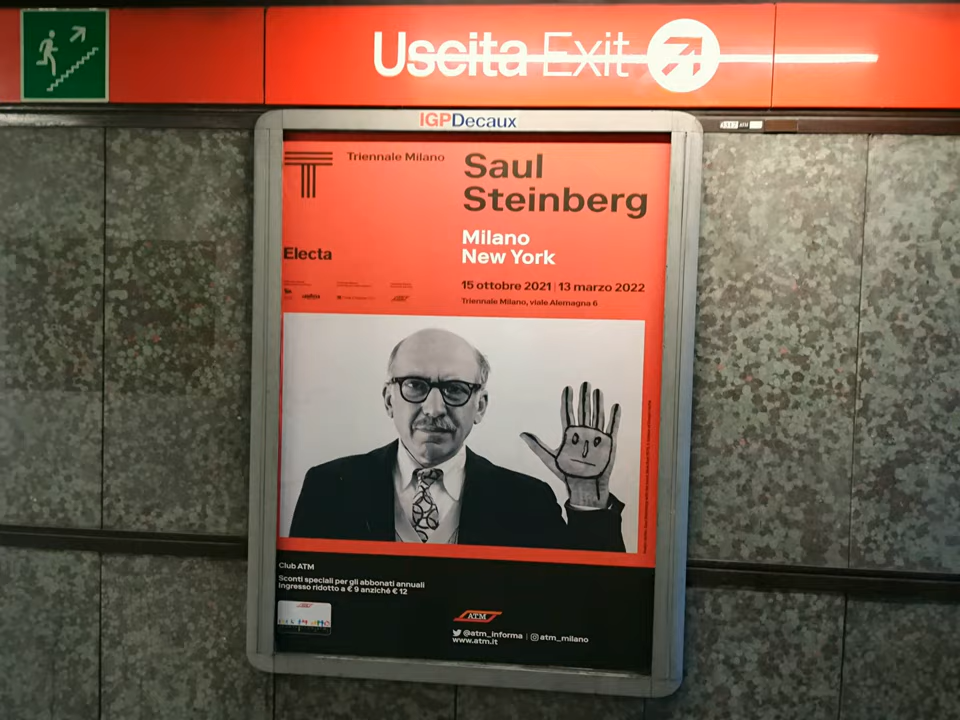 Uscita Exit
IGPDecaux
Triennale Milano
Saul
Steinberg
Milano
New York
Electa
15 ottobre 2021 | 13 marzo 2022
Triennale Milano, viale Alemagna 6
Club ATM
Sconti speciali per gli abbonati annuali
Ingresso ridotto a € 9 anziché € 12
ATM
@atm_informa | @atm_milano
www.atm.it